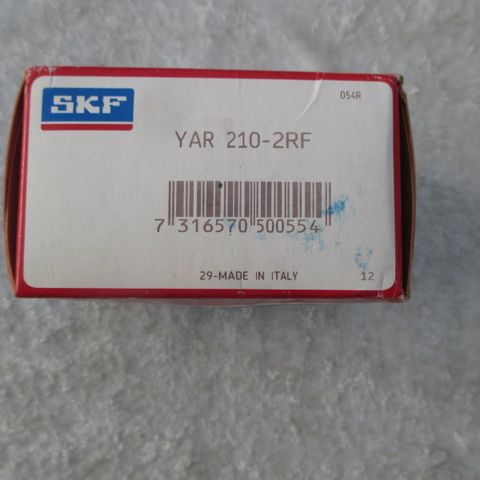 SKF
054R
YAR 210-2RF
7 316570 500554
29-MADE IN ITALY
12